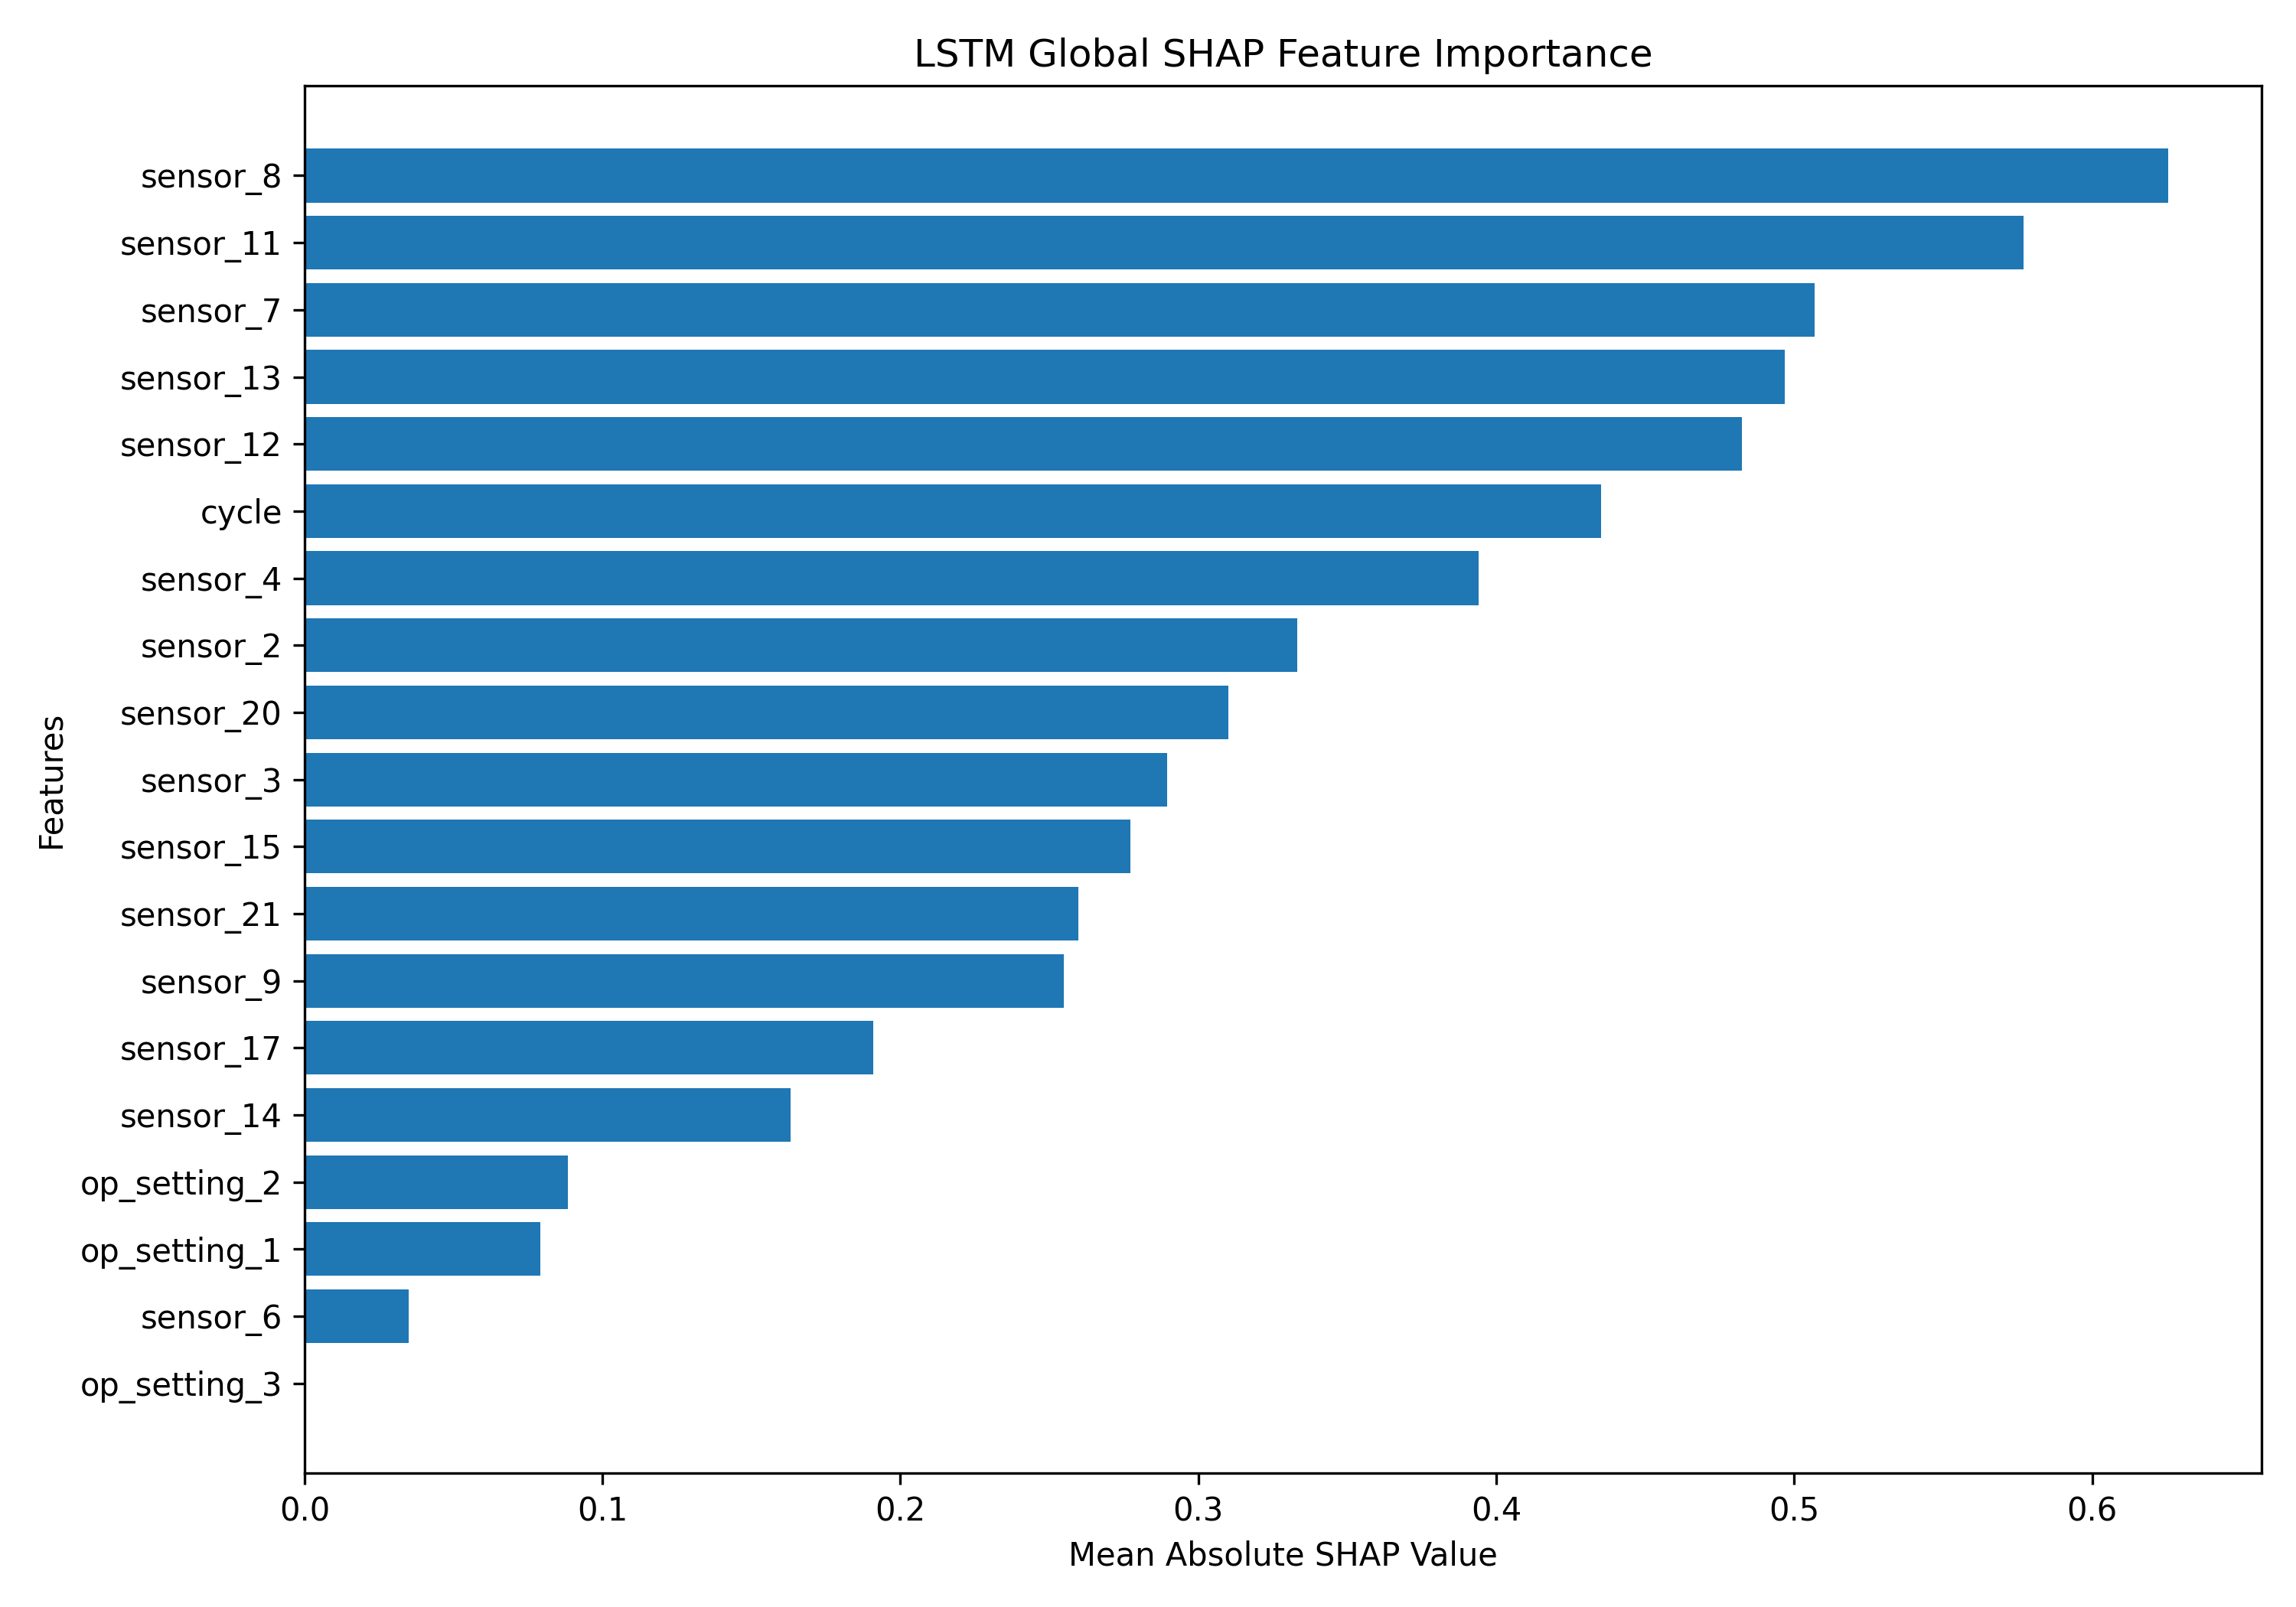 LSTM Global SHAP Feature Importance
Features
sensor_8
sensor_11
sensor_7
sensor_13
sensor_12
cycle
sensor_4
sensor_2
sensor_20
sensor_3
sensor_15
sensor_21
sensor_9
sensor_17
sensor_14
op_setting_2
op_setting_1
sensor_6
op_setting_3
0.0 0.1 0.2 0.3 0.4 0.5 0.6
Mean Absolute SHAP Value